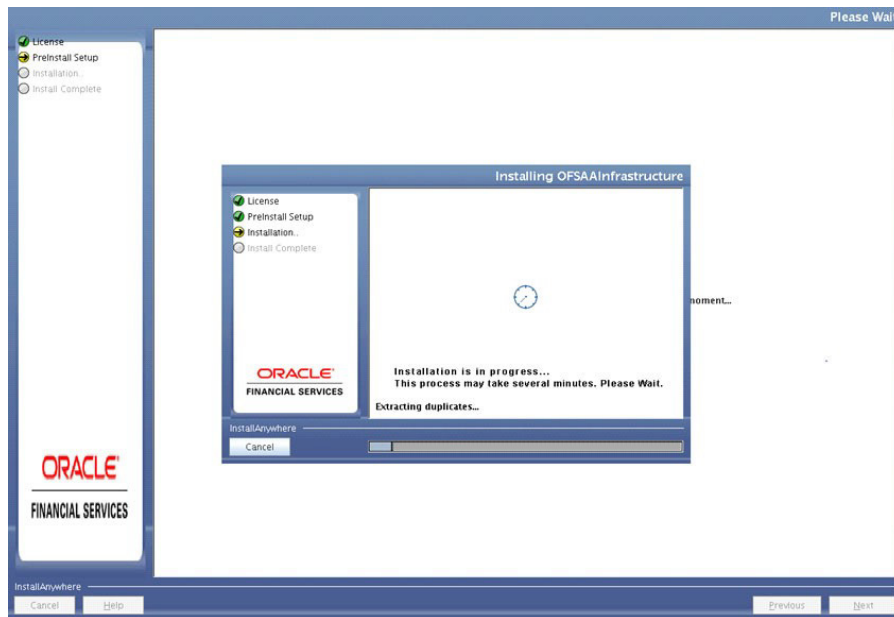 Please Wait
License
PreInstall Setup
Installation..
Install Complete
Installing OFSAAInfrastructure
License
PreInstall Setup
Installation..
Install Complete
moment...
ORACLE
FINANCIAL SERVICES
Installation is in progress...
This process may take several minutes. Please Wait.
Extracting duplicates...
InstallAnywhere
Cancel
ORACLE
FINANCIAL SERVICES
InstallAnywhere
Cancel
Help
Previous
Next